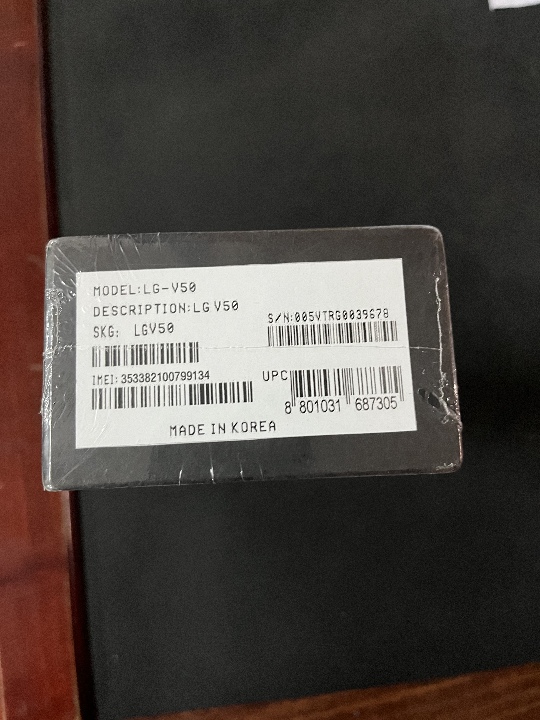 MODEL:LG-V50
DESCRIPTION:LG V50
SKG: LGV50
S/N:005VTRG0039678
IMEI: 353382100799134
UPC
8 801031 687305
MADE IN KOREA